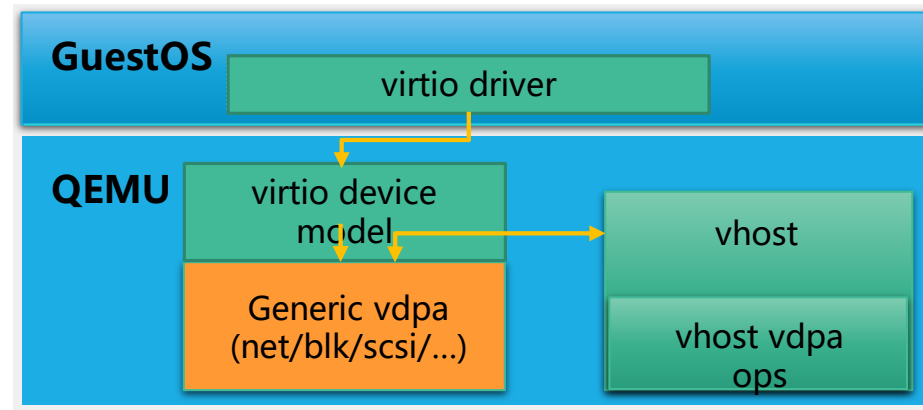 GuestOS
virtio driver
QEMU
virtio device
model
vhost
Generic vdpa
(net/blk/scsi/…)
vhost vdpa
ops